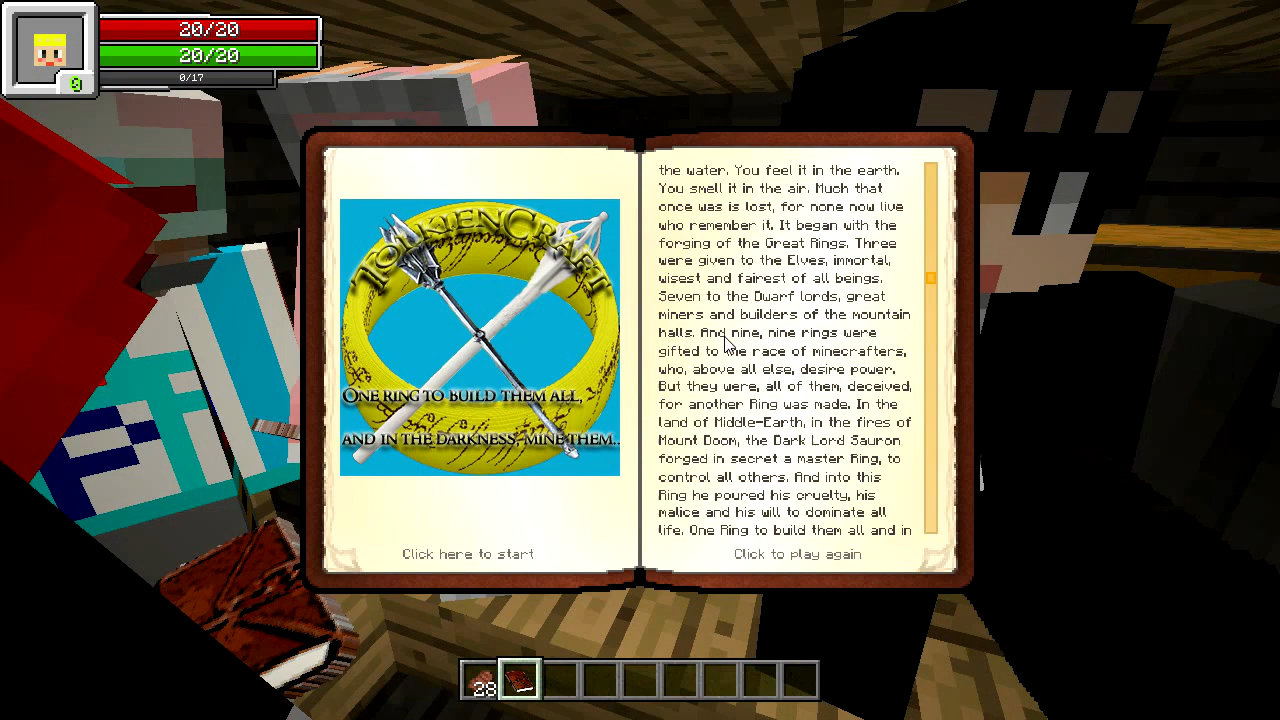 20/20
20/20
0/17
9
TOLKIENCRAFT
ONE RING TO BUILD THEM ALL,
AND IN THE DARKNESS, MINE THEM..
Click here to start
the water. You feel it in the earth.
You smell it in the air. Much that
once was is lost, for none now live
who remember it. It began with the
forging of the Great Rings. Three
were given to the Elves, immortal,
wisest and fairest of all beings.
Seven to the Dwarf lords, great
miners and builders of the mountain
halls. And nine, nine rings were
gifted to the race of minecrafters,
who, above all else, desire power.
But they were, all of them, deceived,
for another Ring was made. In the
land of Middle-Earth, in the fires of
Mount Doom, the Dark Lord Sauron
forged in secret a master Ring, to
control all others. And into this
Ring he poured his cruelty, his
malice and his will to dominate all
life. One Ring to build them all and in
Click to play again
28